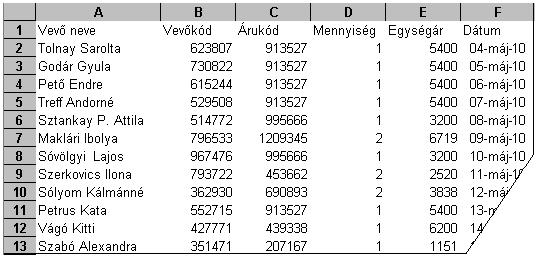 A B C D E F
1 Vevő neve Vevőkód Árukód Mennyiség Egységár Dátum
2 Tolnay Sarolta 623807 913527 1 5400 04-máj-10
3 Godár Gyula 730822 913527 1 5400 05-máj-10
4 Pető Endre 615244 913527 1 5400 06-máj-10
5 Treff Andorné 529508 913527 1 5400 07-máj-10
6 Sztankay P. Attila 514772 995666 1 3200 08-máj-10
7 Maklári Ibolya 796533 1209345 2 6719 09-máj-10
8 Sóvölgyi Lajos 967476 995666 1 3200 10-máj-10
9 Szerkovics Ilona 793722 453662 2 2520 11-máj-10
10 Sólyom Kálmánné 362930 690893 2 3838 12-máj
11 Petrus Kata 552715 913527 1 5400 13-m
12 Vágó Kitti 427771 439338 1 6200 14
13 Szabó Alexandra 351471 207167 1 1151